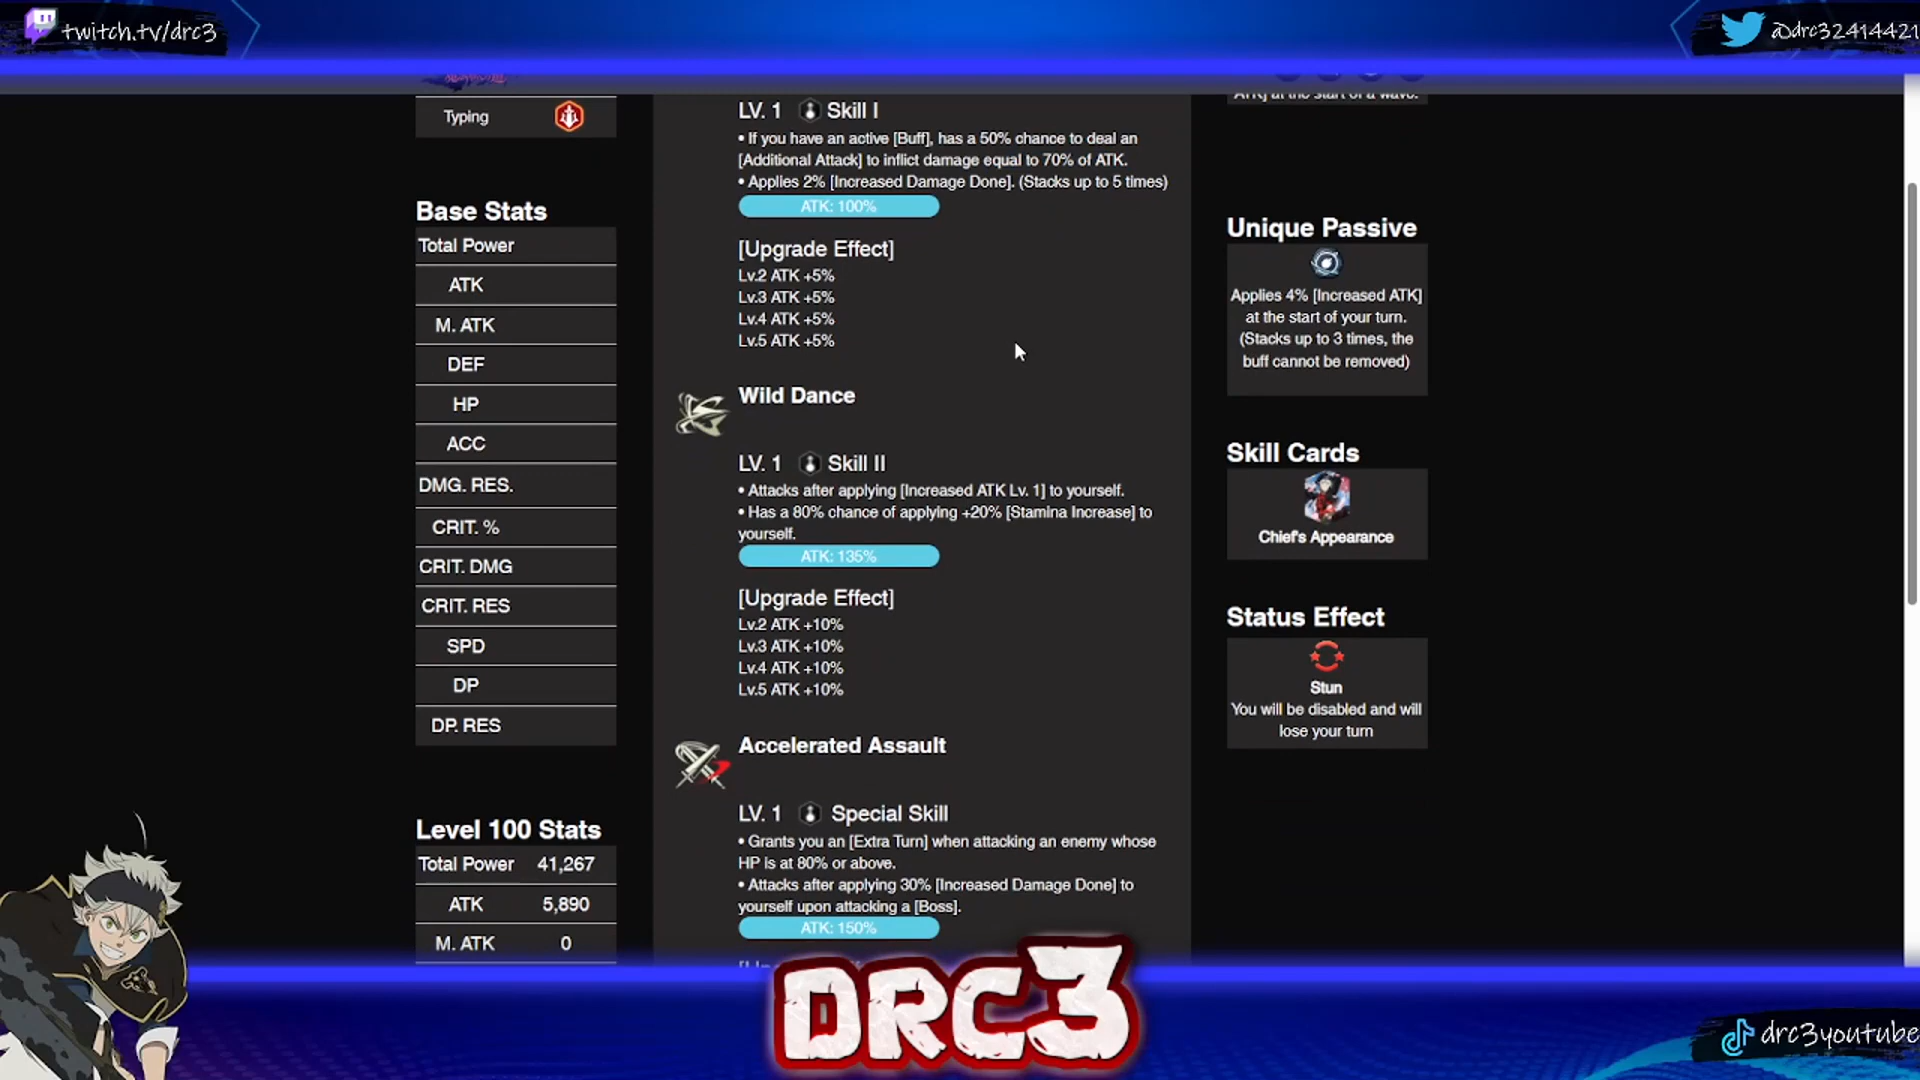 twitch.tv/drc3
@drc32414421
Typing
ATK] at the start of a wave.
LV. 1 Skill I
• If you have an active [Buff], has a 50% chance to deal an
[Additional Attack] to inflict damage equal to 70% of ATK.
• Applies 2% [Increased Damage Done]. (Stacks up to 5 times)
ATK: 100%
[Upgrade Effect]
Lv.2 ATK +5%
Lv.3 ATK +5%
Lv.4 ATK +5%
Lv.5 ATK +5%
Wild Dance
LV. 1 Skill II
• Attacks after applying [Increased ATK Lv. 1] to yourself.
• Has a 80% chance of applying +20% [Stamina Increase] to
yourself.
ATK: 135%
[Upgrade Effect]
Lv.2 ATK +10%
Lv.3 ATK +10%
Lv.4 ATK +10%
Lv.5 ATK +10%
Accelerated Assault
LV. 1 Special Skill
• Grants you an [Extra Turn] when attacking an enemy whose
HP is at 80% or above.
• Attacks after applying 30% [Increased Damage Done] to
yourself upon attacking a [Boss].
ATK: 150%
Base Stats
Total Power
ATK
M. ATK
DEF
HP
ACC
DMG. RES.
CRIT. %
CRIT. DMG
CRIT. RES
SPD
DP
DP. RES
Level 100 Stats
Total Power 41,267
ATK 5,890
M. ATK 0
Unique Passive
Applies 4% [Increased ATK]
at the start of your turn.
(Stacks up to 3 times, the
buff cannot be removed)
Skill Cards
Chief's Appearance
Status Effect
Stun
You will be disabled and will
lose your turn
DRC3
drc3youtube